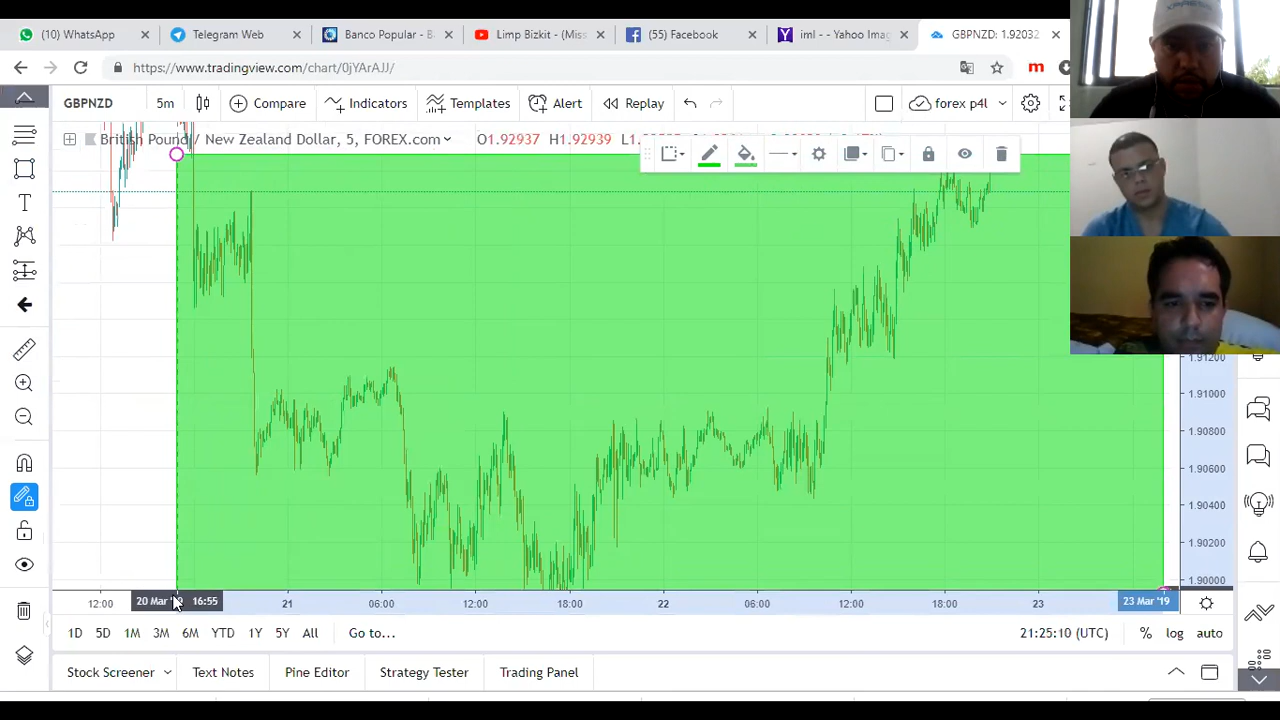 (10) WhatsApp
Telegram Web
Banco Popular - B
Limp Bizkit - (Miss
(55) Facebook
iml - - Yahoo Imag
GBPNZD: 1.92032
https://www.tradingview.com/chart/0jYArAJJ/
GBPNZD 5m Compare Indicators Templates Alert Replay forex p4l
British Pound / New Zealand Dollar, 5, FOREX.com O1.92937 H1.92939
1.91200
1.91000
1.90800
1.90600
1.90400
1.90200
1.90000
12:00 20 Mar 16:55 21 06:00 12:00 18:00 22 06:00 12:00 18:00 23 23 Mar '19
1D 5D 1M 3M 6M YTD 1Y 5Y All Go to... 21:25:10 (UTC) % log auto
Stock Screener Text Notes Pine Editor Strategy Tester Trading Panel